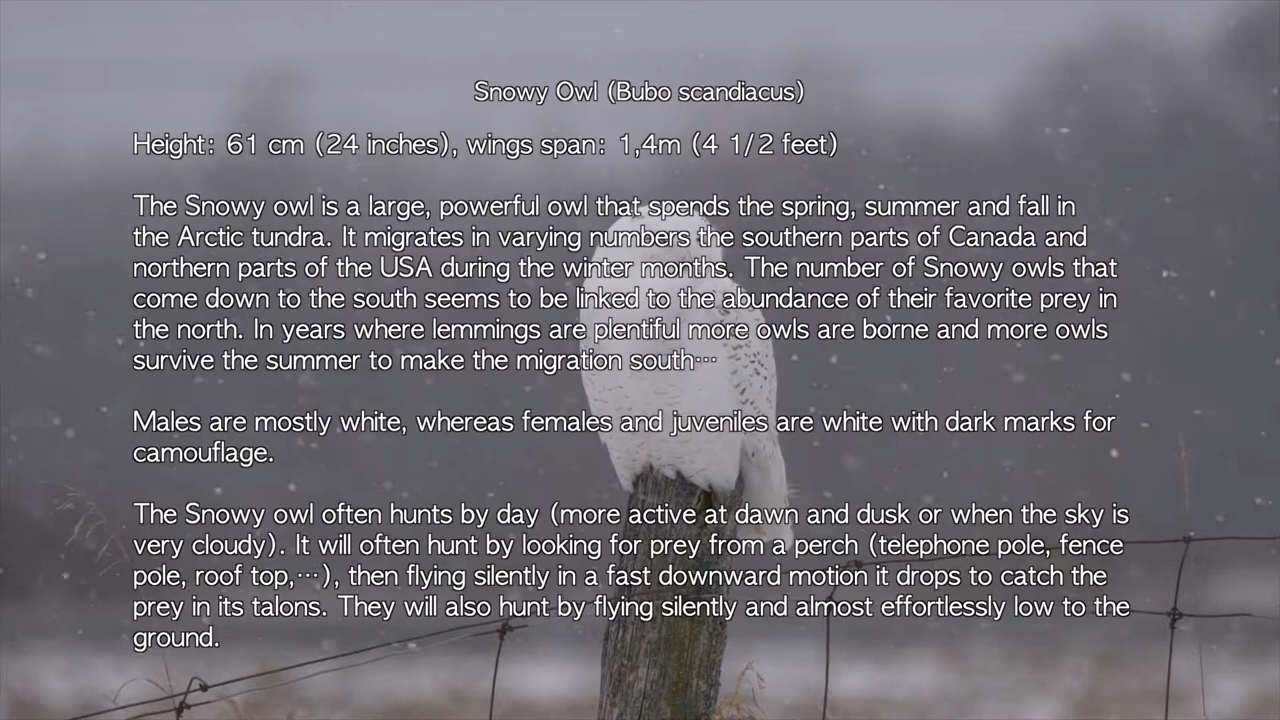 Snowy Owl (Bubo scandiacus)
Height: 61 cm (24 inches), wings span: 1,4m (4 1/2 feet)
The Snowy owl is a large, powerful owl that spends the spring, summer and fall in
the Arctic tundra. It migrates in varying numbers the southern parts of Canada and
northern parts of the USA during the winter months. The number of Snowy owls that
come down to the south seems to be linked to the abundance of their favorite prey in
the north. In years where lemmings are plentiful more owls are borne and more owls
survive the summer to make the migration south…
Males are mostly white, whereas females and juveniles are white with dark marks for
camouflage.
The Snowy owl often hunts by day (more active at dawn and dusk or when the sky is
very cloudy). It will often hunt by looking for prey from a perch (telephone pole, fence
pole, roof top,…), then flying silently in a fast downward motion it drops to catch the
prey in its talons. They will also hunt by flying silently and almost effortlessly low to the
ground.